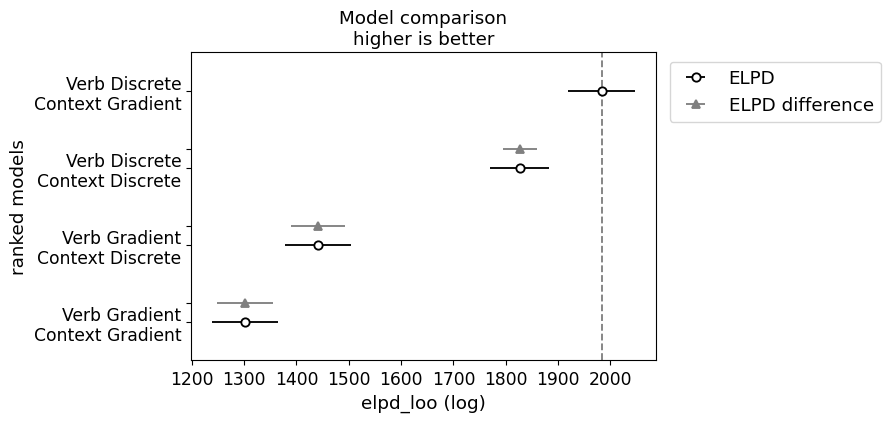 Model comparison
higher is better
ELPD
ELPD difference
ranked models
Verb Discrete
Context Gradient
Verb Discrete
Context Discrete
Verb Gradient
Context Discrete
Verb Gradient
Context Gradient
1200 1300 1400 1500 1600 1700 1800 1900 2000
elpd_loo (log)